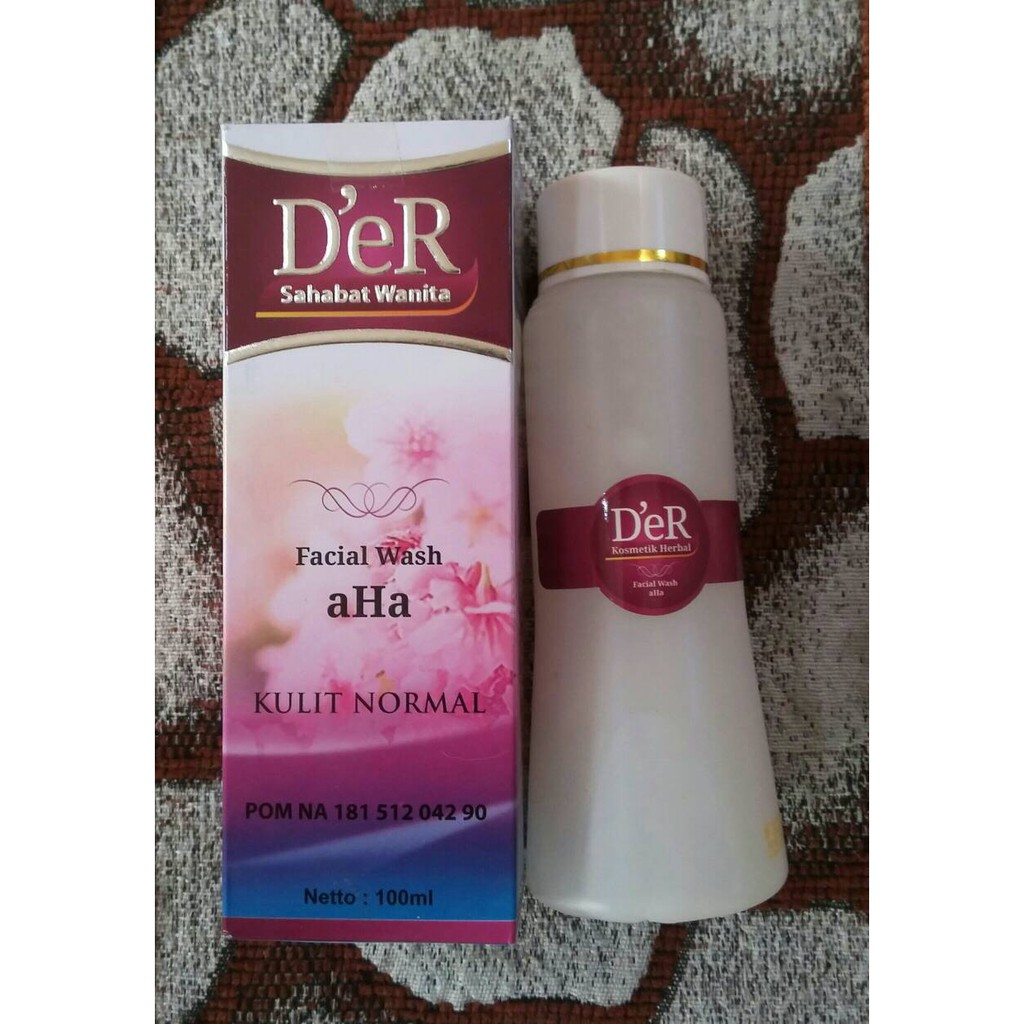 D'eR
Sahabat Wanita
Facial Wash
aHa
KULIT NORMAL
POM NA 181 512 042 90
Netto : 100ml
D'eR
Kosmetik Herbal
Facial Wash
aHa